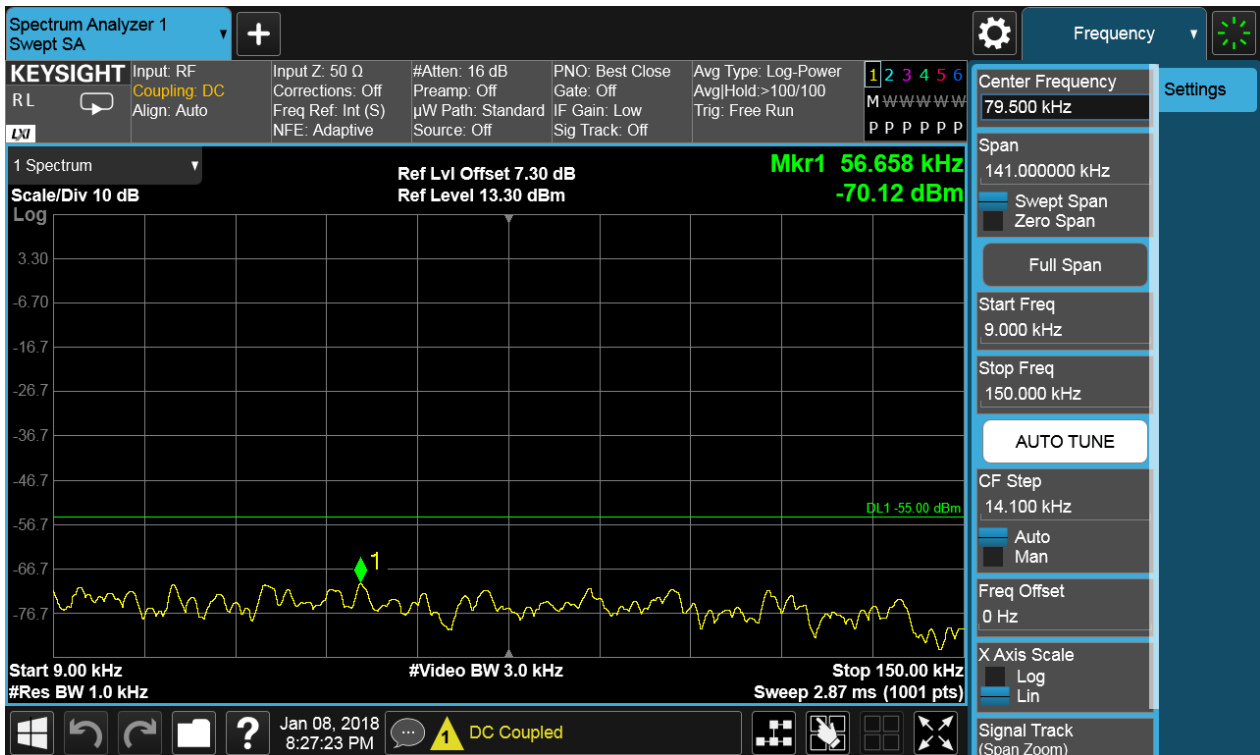 Spectrum Analyzer 1
Swept SA
+
Frequency
KEYSIGHT
R L
LXI
Input: RF
Coupling: DC
Align: Auto
Input Z: 50 Ω
Corrections: Off
Freq Ref: Int (S)
NFE: Adaptive
#Atten: 16 dB
Preamp: Off
µW Path: Standard
Source: Off
PNO: Best Close
Gate: Off
IF Gain: Low
Sig Track: Off
Avg Type: Log-Power
Avg|Hold:>100/100
Trig: Free Run
1 2 3 4 5 6
M W W W W W
P P P P P P
1 Spectrum
Scale/Div 10 dB
Log
Ref Lvl Offset 7.30 dB
Ref Level 13.30 dBm
Mkr1 56.658 kHz
-70.12 dBm
3.30
-6.70
-16.7
-26.7
-36.7
-46.7
-56.7
-66.7
-76.7
DL1 -55.00 dBm
1
Start 9.00 kHz
#Res BW 1.0 kHz
#Video BW 3.0 kHz
Stop 150.00 kHz
Sweep 2.87 ms (1001 pts)
Center Frequency
79.500 kHz
Span
141.000000 kHz
Swept Span
Zero Span
Full Span
Start Freq
9.000 kHz
Stop Freq
150.000 kHz
AUTO TUNE
CF Step
14.100 kHz
Auto
Man
Freq Offset
0 Hz
X Axis Scale
Log
Lin
Signal Track
(Span Zoom)
Settings
?
Jan 08, 2018
8:27:23 PM
1
DC Coupled